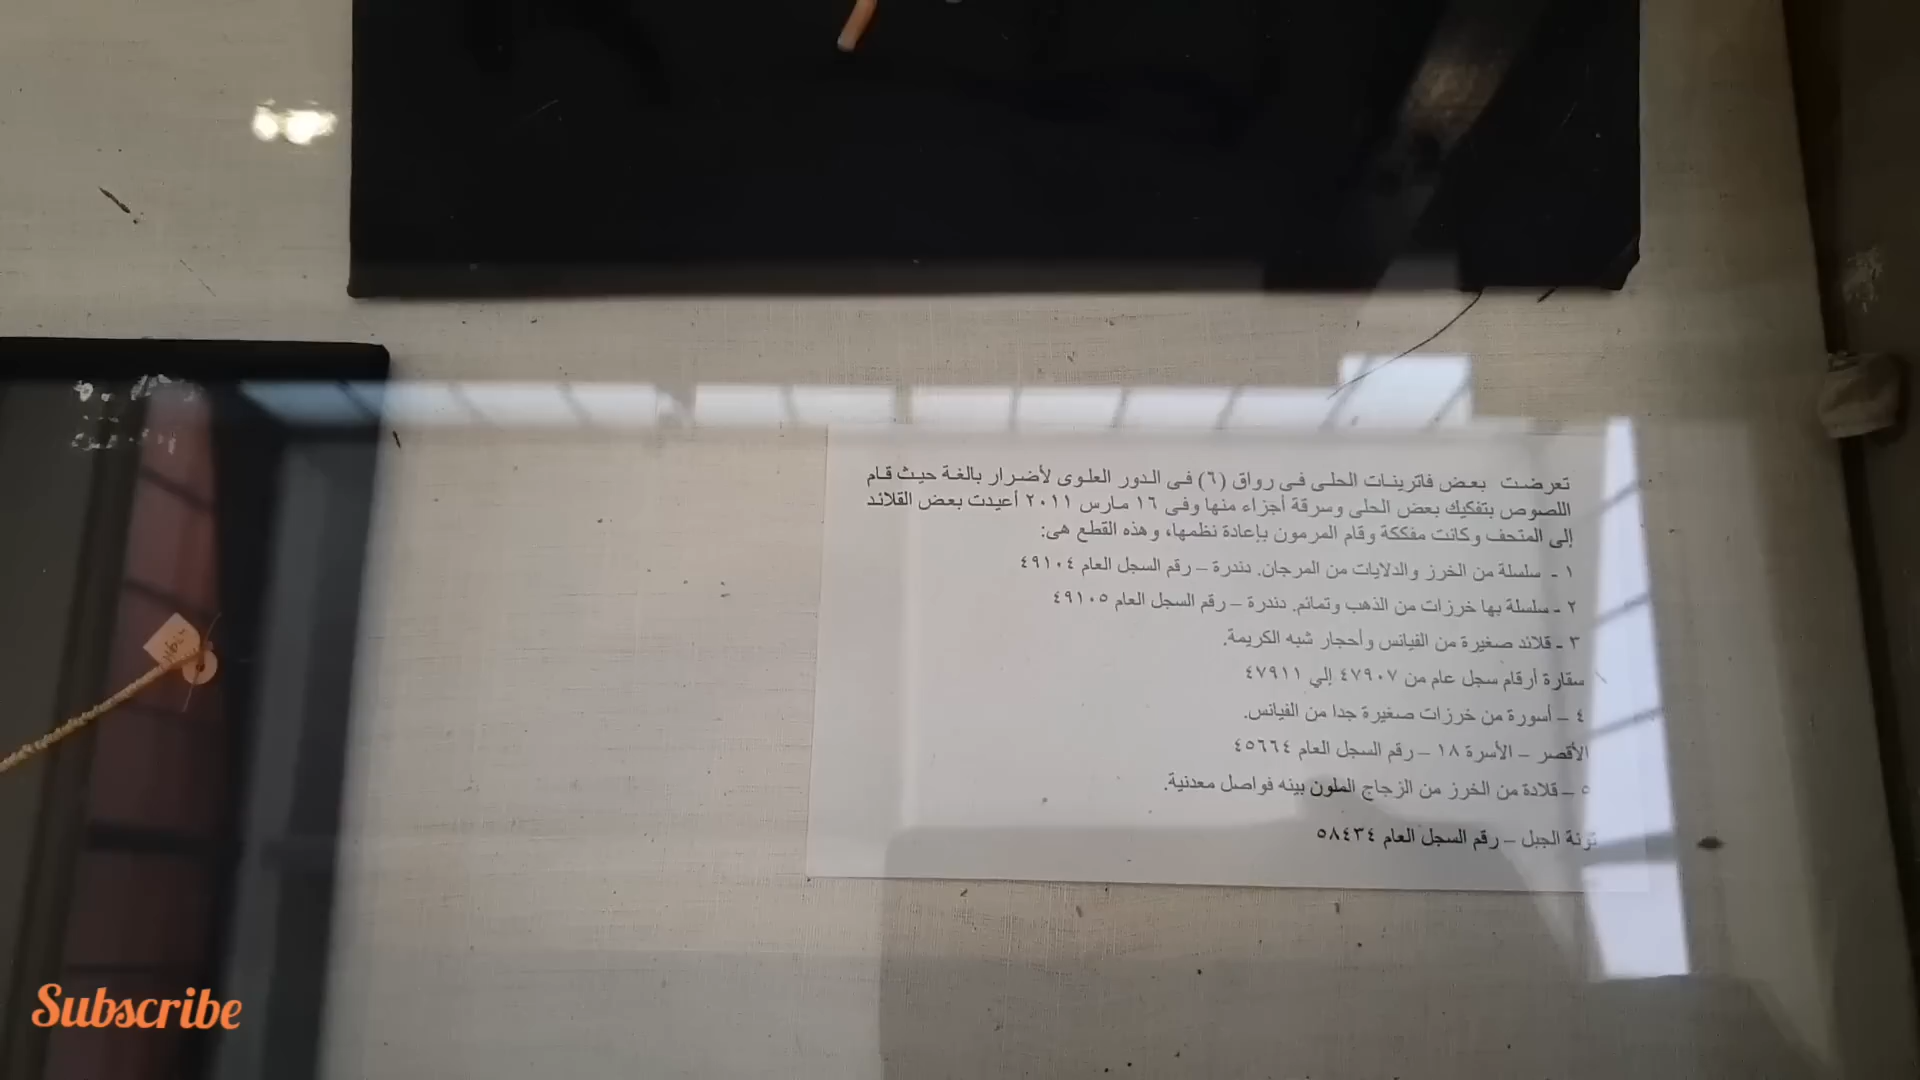 تعرضت بعض فاترينات الحلى فى رواق (٦) فى الدور العلوى لأضرار بالغة حيث قام
اللصوص بتفكيك بعض الحلى وسرقة أجزاء منها وفى ١٦ مارس ٢٠١١ أعيدت بعض القلائد
إلى المتحف وكانت مفككة وقام المرممون بإعادة نظمها، وهذه القطع هى:
١ - سلسلة من الخرز والدلايات من المرجان. دندرة – رقم السجل العام ٤٩١٠٤
٢ - سلسلة بها خرزات من الذهب وتمائم. دندرة – رقم السجل العام ٤٩١٠٥
٣ - قلائد صغيرة من الفيانس وأحجار شبه الكريمة.
سقارة أرقام سجل عام من ٤٧٩٠٧ إلي ٤٧٩١١
٤ – أسورة من خرزات صغيرة جدا من الفيانس.
الأقصر – الأسرة ١٨ – رقم السجل العام ٤٥٦٦٤
٥ – قلادة من الخرز من الزجاج الملون بينه فواصل معدنية.
تونة الجبل – رقم السجل العام ٥٨٤٣٤
Subscribe